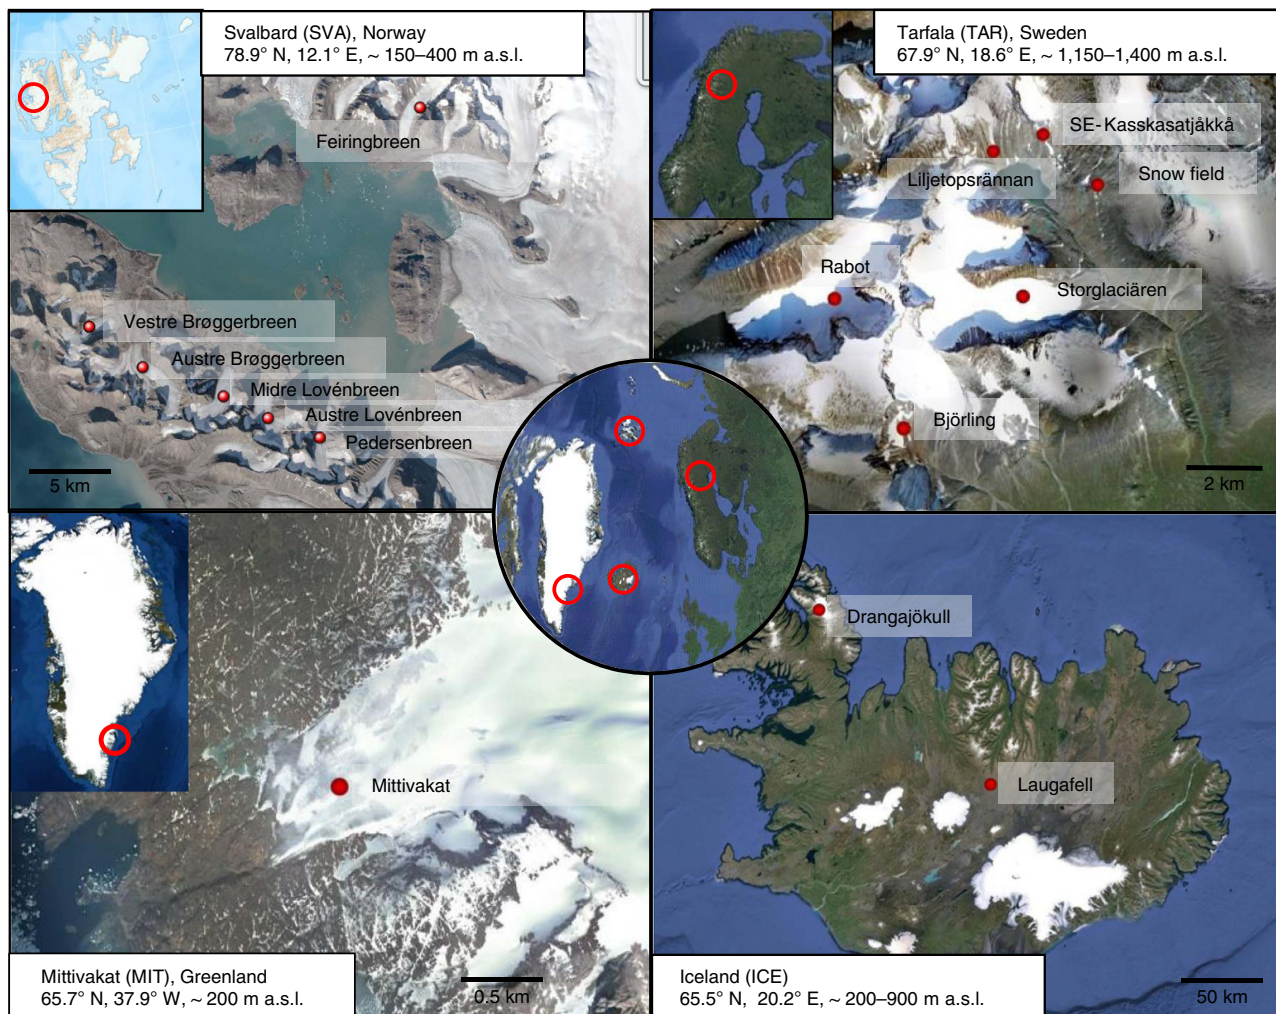 Svalbard (SVA), Norway
78.9° N, 12.1° E, ~ 150–400 m a.s.l.
Feiringbreen
Vestre Brøggerbreen
Austre Brøggerbreen
Midre Lovénbreen
Austre Lovénbreen
Pedersenbreen
5 km
Tarfala (TAR), Sweden
67.9° N, 18.6° E, ~ 1,150–1,400 m a.s.l.
SE-Kasskasatjåkkå
Liljetopsrännan
Snow field
Rabot
Storglaciären
Björling
2 km
Mittivakat
Mittivakat (MIT), Greenland
65.7° N, 37.9° W, ~ 200 m a.s.l.
0.5 km
Drangajökull
Laugafell
Iceland (ICE)
65.5° N, 20.2° E, ~ 200–900 m a.s.l.
50 km